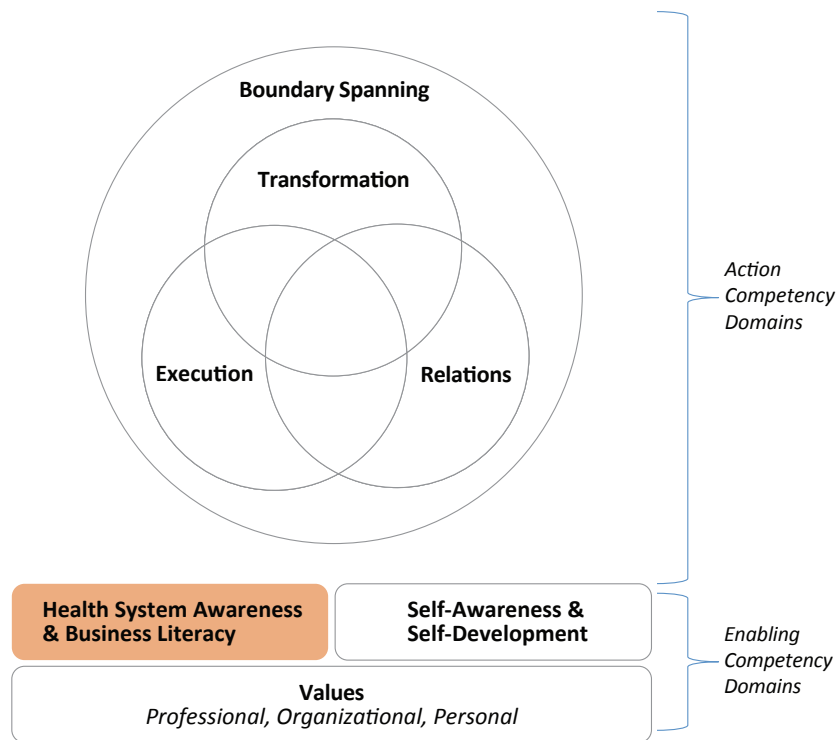 Boundary Spanning
Transformation
Execution
Relations
Action
Competency
Domains
Health System Awareness
& Business Literacy
Self-Awareness &
Self-Development
Values
Professional, Organizational, Personal
Enabling
Competency
Domains